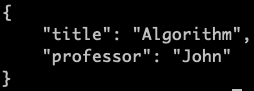 {
    "title": "Algorithm",
    "professor": "John"
}